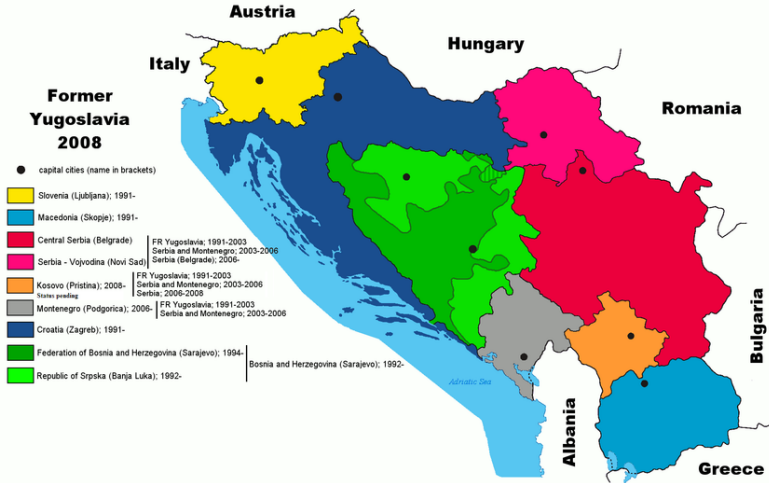 Austria
Hungary
Italy
Romania
Former
Yugoslavia
2008
capital cities (name in brackets)
Slovenia (Ljubljana); 1991-
Macedonia (Skopje); 1991-
Central Serbia (Belgrade)
Serbia - Vojvodina (Novi Sad)
FR Yugoslavia; 1991-2003
Serbia and Montenegro; 2003-2006
Serbia (Belgrade); 2006-
Kosovo (Pristina); 2008-
Status pending
FR Yugoslavia; 1991-2003
Serbia and Montenegro; 2003-2006
Serbia; 2006-2008
Montenegro (Podgorica); 2006-
FR Yugoslavia; 1991-2003
Serbia and Montenegro; 2003-2006
Croatia (Zagreb); 1991-
Federation of Bosnia and Herzegovina (Sarajevo); 1994-
Republic of Srpska (Banja Luka); 1992-
Bosnia and Herzegovina (Sarajevo); 1992-
Adriatic Sea
Bulgaria
Albania
Greece